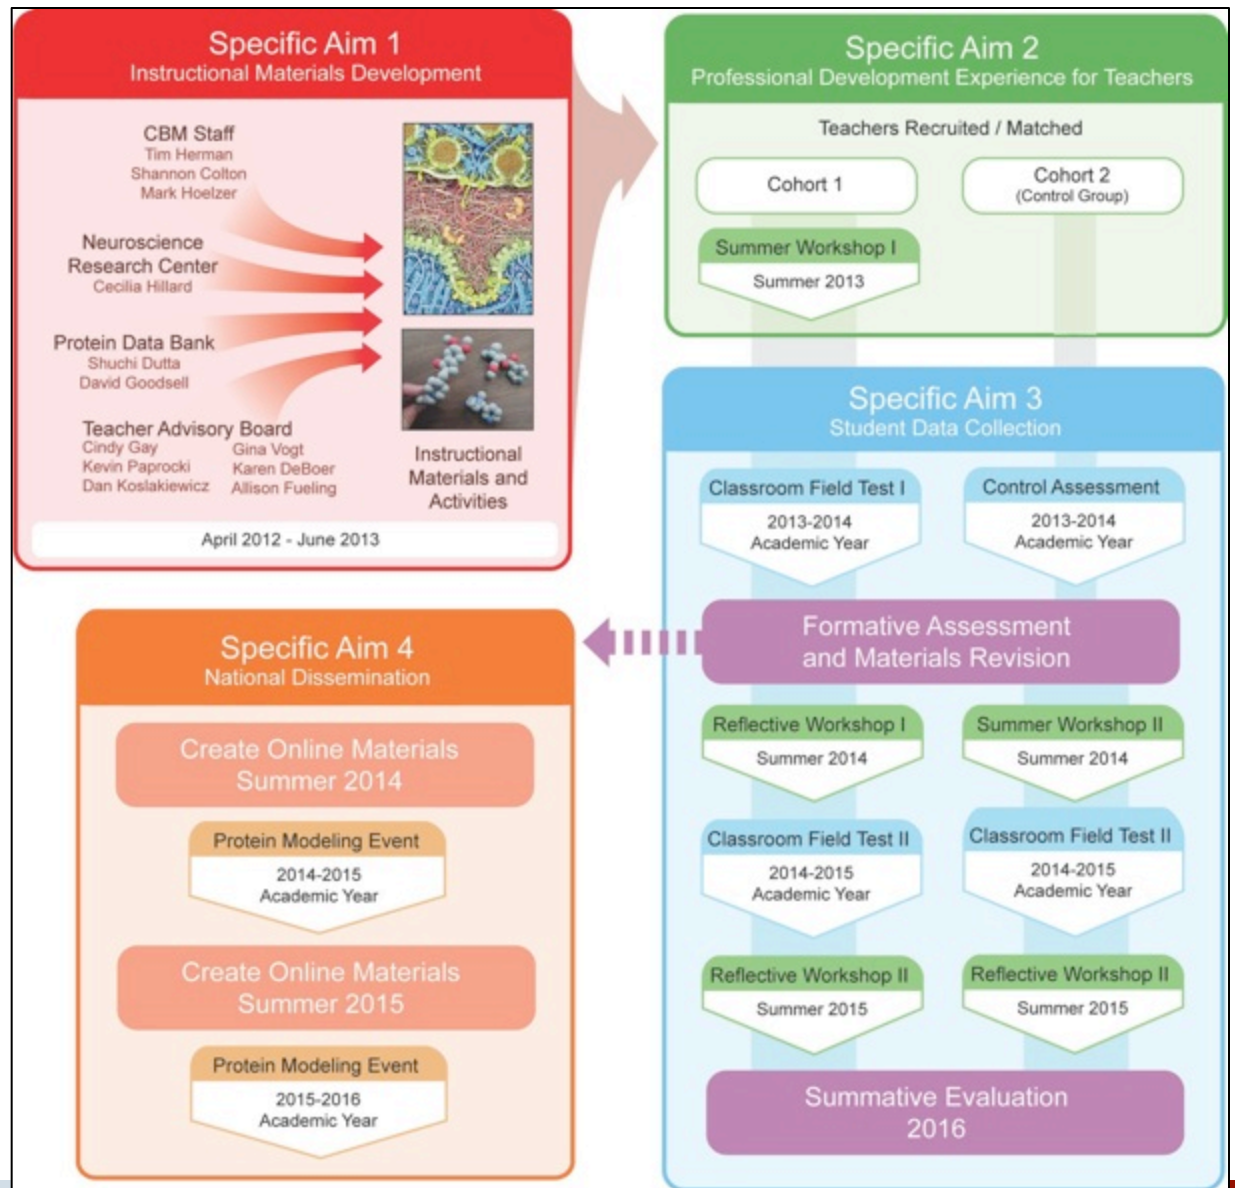 Specific Aim 1
Instructional Materials Development
CBM Staff
Tim Herman
Shannon Colton
Mark Hoelzer
Neuroscience
Research Center
Cecilia Hillard
Protein Data Bank
Shuchi Dutta
David Goodsell
Teacher Advisory Board
Cindy Gay
Kevin Paprocki
Dan Koslakiewicz
Gina Vogt
Karen DeBoer
Allison Fueling
Instructional
Materials and
Activities
April 2012 - June 2013
Specific Aim 2
Professional Development Experience for Teachers
Teachers Recruited / Matched
Cohort 1
Cohort 2
(Control Group)
Summer Workshop I
Summer 2013
Specific Aim 3
Student Data Collection
Classroom Field Test I
2013-2014
Academic Year
Control Assessment
2013-2014
Academic Year
Formative Assessment
and Materials Revision
Reflective Workshop I
Summer 2014
Summer Workshop II
Summer 2014
Classroom Field Test II
2014-2015
Academic Year
Classroom Field Test II
2014-2015
Academic Year
Reflective Workshop II
Summer 2015
Reflective Workshop II
Summer 2015
Summative Evaluation
2016
Specific Aim 4
National Dissemination
Create Online Materials
Summer 2014
Protein Modeling Event
2014-2015
Academic Year
Create Online Materials
Summer 2015
Protein Modeling Event
2015-2016
Academic Year